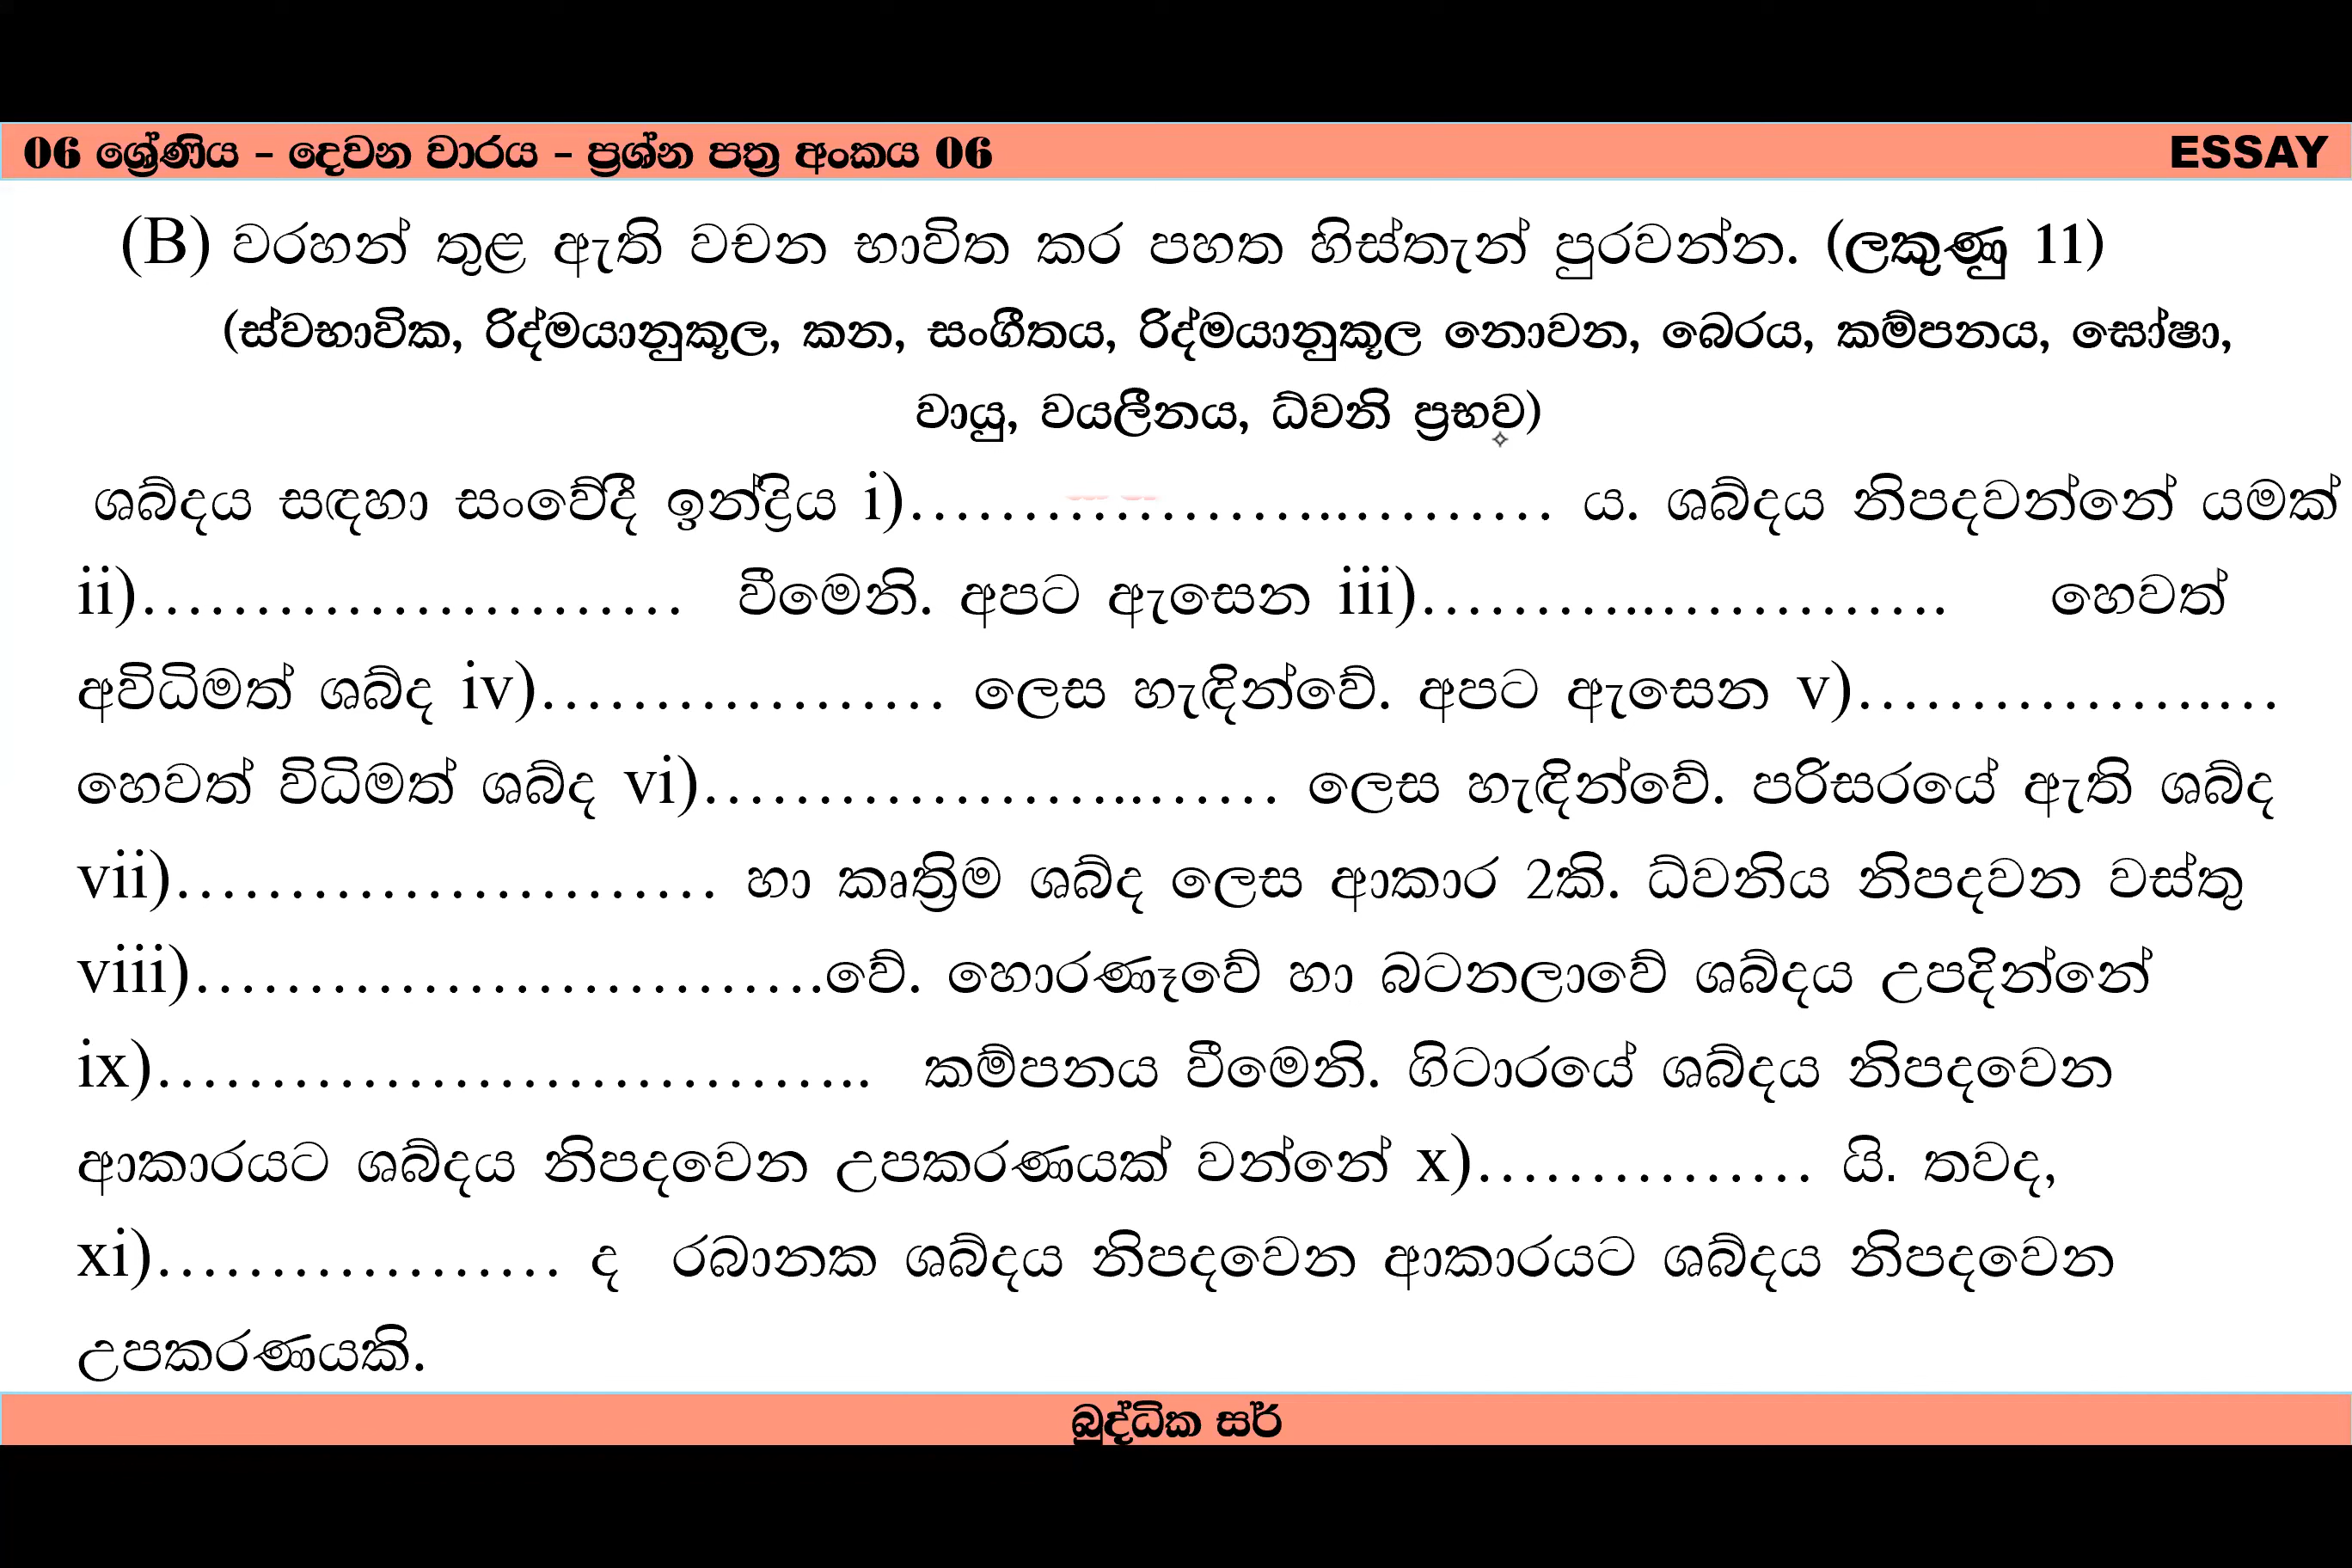 06 ශ්‍රේණිය - දෙවන වාරය - ප්‍රශ්න පත්‍ර අංකය 06 ESSAY
(B) වරහන් තුළ ඇති වචන භාවිත කර පහත හිස්තැන් පුරවන්න. (ලකුණු 11)
(ස්වභාවික, රිද්මයානුකූල, කන, සංගීතය, රිද්මයානුකූල නොවන, බෙරය, කම්පනය, ඝෝෂා,
වායු, වයලීනය, ධ්වනි ප්‍රභව)
ශබ්දය සඳහා සංවේදී ඉන්ද්‍රිය i)………………..……… ය. ශබ්දය නිපදවන්නේ යමක්
ii)…………………… වීමෙනි. අපට ඇසෙන iii)………..…………. හෙවත්
අවිධිමත් ශබ්ද iv)……………… ලෙස හැඳින්වේ. අපට ඇසෙන v)…………….…
හෙවත් විධිමත් ශබ්ද vi)………………..…… ලෙස හැඳින්වේ. පරිසරයේ ඇති ශබ්ද
vii)…………………… හා කෘත්‍රිම ශබ්ද ලෙස ආකාර 2කි. ධ්වනිය නිපදවන වස්තු
viii)……………………….වේ. හොරණෑවේ හා බටනලාවේ ශබ්දය උපදින්නේ
ix)………………………….. කම්පනය වීමෙනි. ගිටාරයේ ශබ්දය නිපදවෙන
ආකාරයට ශබ්දය නිපදවෙන උපකරණයක් වන්නේ x)…………… යි. තවද,
xi)……………… ද රබානක ශබ්දය නිපදවෙන ආකාරයට ශබ්දය නිපදවෙන
උපකරණයකි.
බුද්ධික සර්